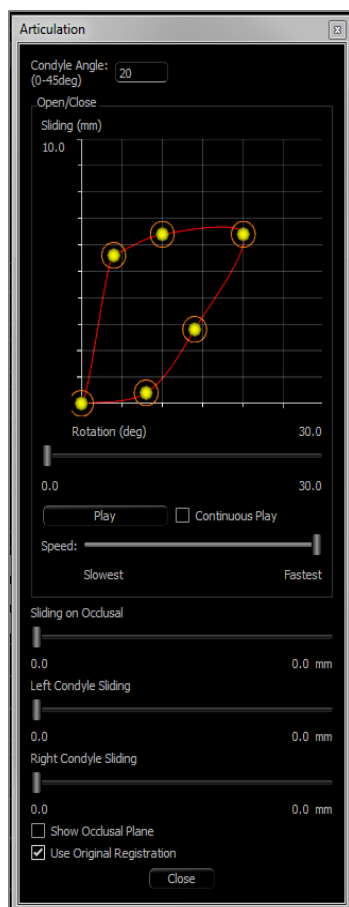 Articulation
Condyle Angle: 20
(0-45deg)
Open/Close
Sliding (mm)
10.0
Rotation (deg) 30.0
0.0 30.0
Play Continuous Play
Speed:
Slowest Fastest
Sliding on Occlusal
0.0 0.0 mm
Left Condyle Sliding
0.0 0.0 mm
Right Condyle Sliding
0.0 0.0 mm
Show Occlusal Plane
Use Original Registration
Close